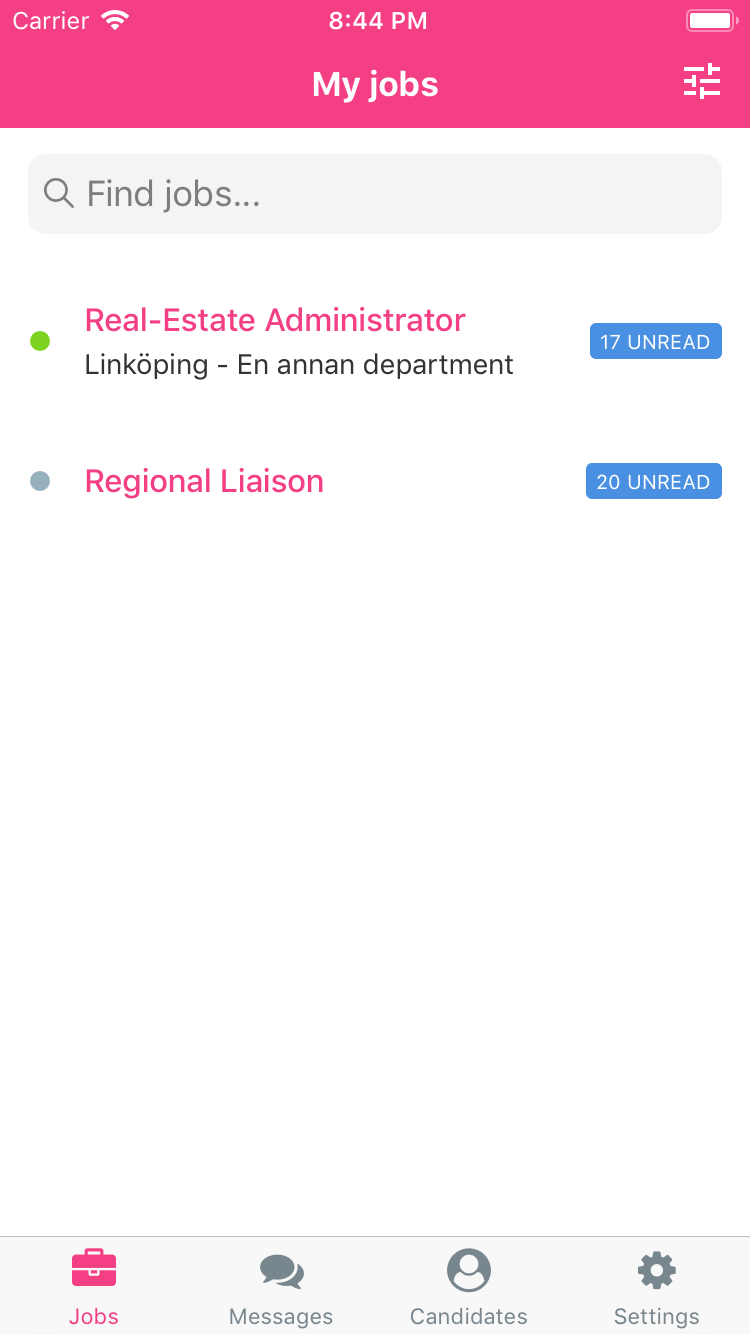 Carrier 8:44 PM
My jobs
Find jobs...
Real-Estate Administrator
Linköping - En annan department
17 UNREAD
Regional Liaison
20 UNREAD
Jobs Messages Candidates Settings